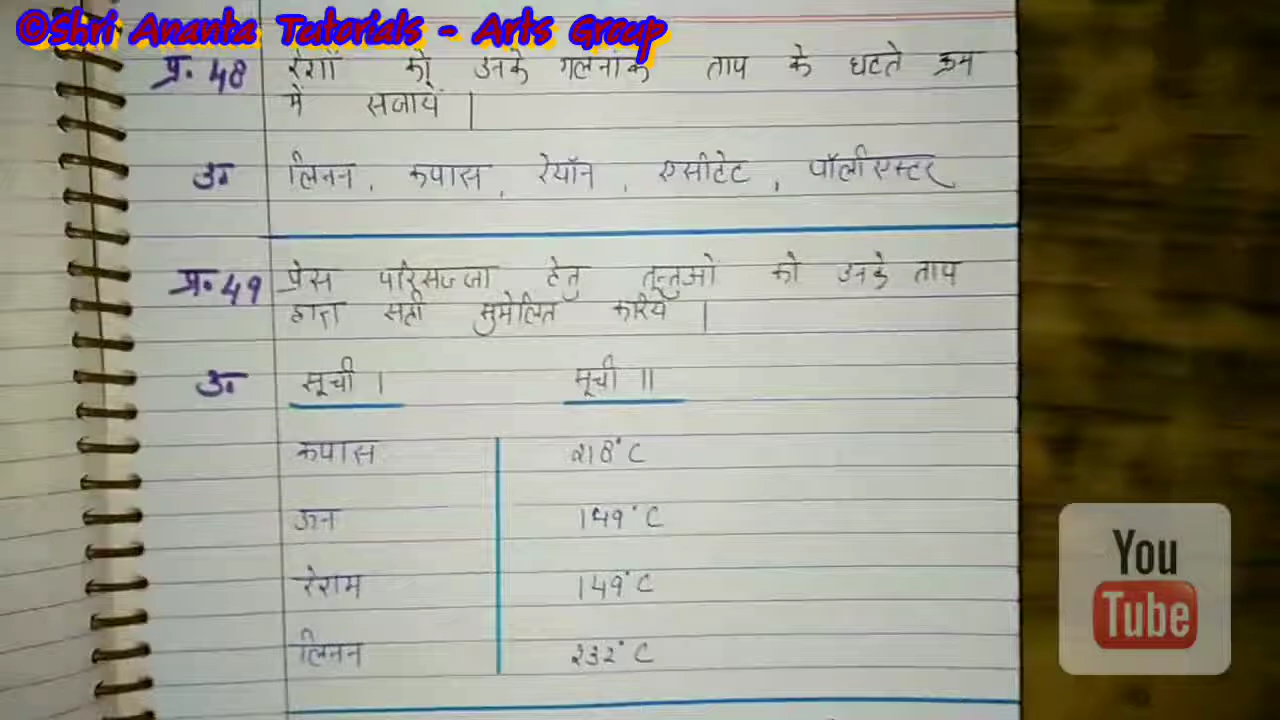 ©Shri Ananta Tutorials - Arts Group
प्र. 48 रेशों को उनके गलनांक ताप के घटते क्रम
में सजायें |
उ॰ लिनन, कपास, रेयॉन, एसीटेट, पॉलीएस्टर
प्र. 49 प्रेस परिसज्जा हेतु तन्तुओं को उनके ताप
द्वारा सही सुमेलित करिये |
उ॰ सूची । सूची ॥
कपास 218°C
ऊन 149°C
रेशम 149°C
लिनन 232°C
You
Tube